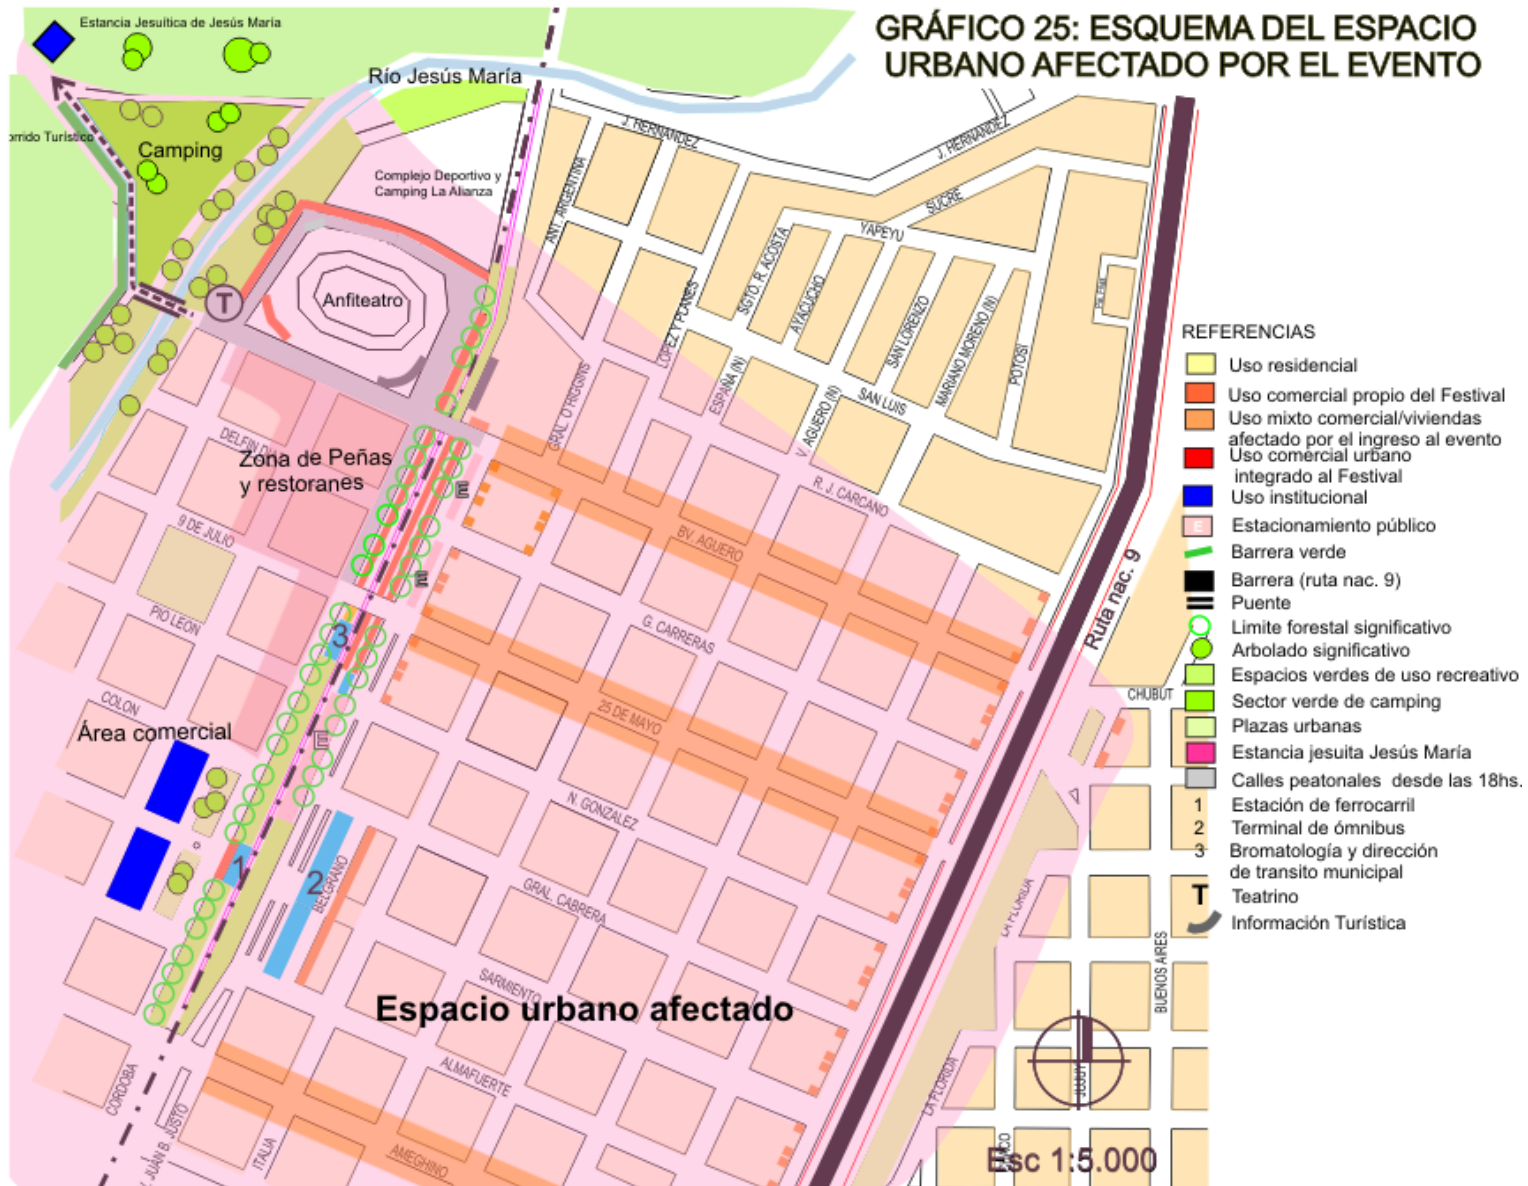 GRÁFICO 25: ESQUEMA DEL ESPACIO
URBANO AFECTADO POR EL EVENTO
Estancia Jesuítica de Jesús María
Río Jesús María
Turístico
Camping
Complejo Deportivo y
Camping La Alianza
Anfiteatro
T
J. HERNANDEZ
J. HERNANDEZ
ANT. ARGENTINA
SUCRE
YAPEYU
SGTO. R. ACOSTA
AYACUCHO
LOPEZ Y PLANES
SAN LORENZO
MARIANO MORENO (N)
POTOSI
ESPAÑA (N)
V. AGUERO (N)
SAN LUIS
GRAL. O'HIGGINS
R. J. CARCANO
DELFIN
Zona de Peñas
y restoranes
E
9 DE JULIO
BV. AGUERO
E
PIO LEON
3
G. CARRERAS
Ruta nac. 9
COLON
25 DE MAYO
CHUBUT
Área comercial
E
N. GONZALEZ
1
2
BELGRANO
GRAL. CABRERA
LA FLORIDA
BUENOS AIRES
SARMIENTO
Espacio urbano afectado
ALMAFUERTE
CORDOBA
JUAN B. JUSTO
ITALIA
AMEGHINO
LA FLORIDA
JUJUY
Esc 1:5.000
REFERENCIAS
Uso residencial
Uso comercial propio del Festival
Uso mixto comercial/viviendas
afectado por el ingreso al evento
Uso comercial urbano
integrado al Festival
Uso institucional
E Estacionamiento público
Barrera verde
Barrera (ruta nac. 9)
Puente
Limite forestal significativo
Arbolado significativo
Espacios verdes de uso recreativo
Sector verde de camping
Plazas urbanas
Estancia jesuita Jesús María
Calles peatonales desde las 18hs.
1 Estación de ferrocarril
2 Terminal de ómnibus
3 Bromatología y dirección
de transito municipal
T Teatrino
Información Turística